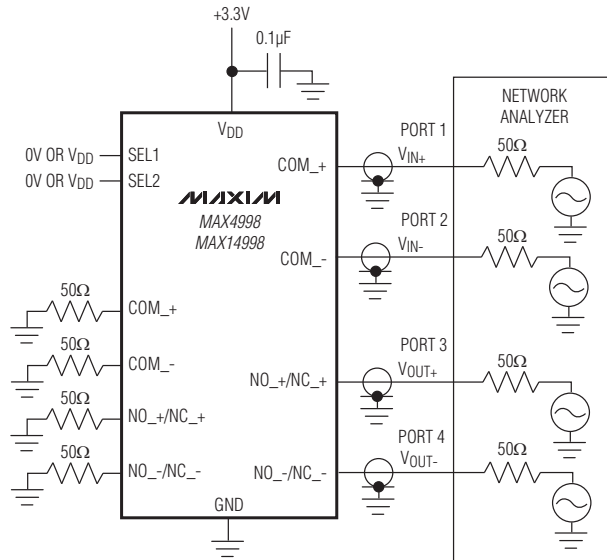 +3.3V
0.1µF
NETWORK
ANALYZER
VDD
PORT 1
50Ω
0V OR VDD
SEL1
COM_+
VIN+
0V OR VDD
SEL2
MAXIM
MAX4998
MAX14998
PORT 2
50Ω
COM_-
VIN-
50Ω
COM_+
50Ω
COM_-
PORT 3
50Ω
NO_+/NC_+
VOUT+
50Ω
NO_+/NC_+
50Ω
NO_-/NC_-
PORT 4
50Ω
NO_-/NC_-
VOUT-
GND